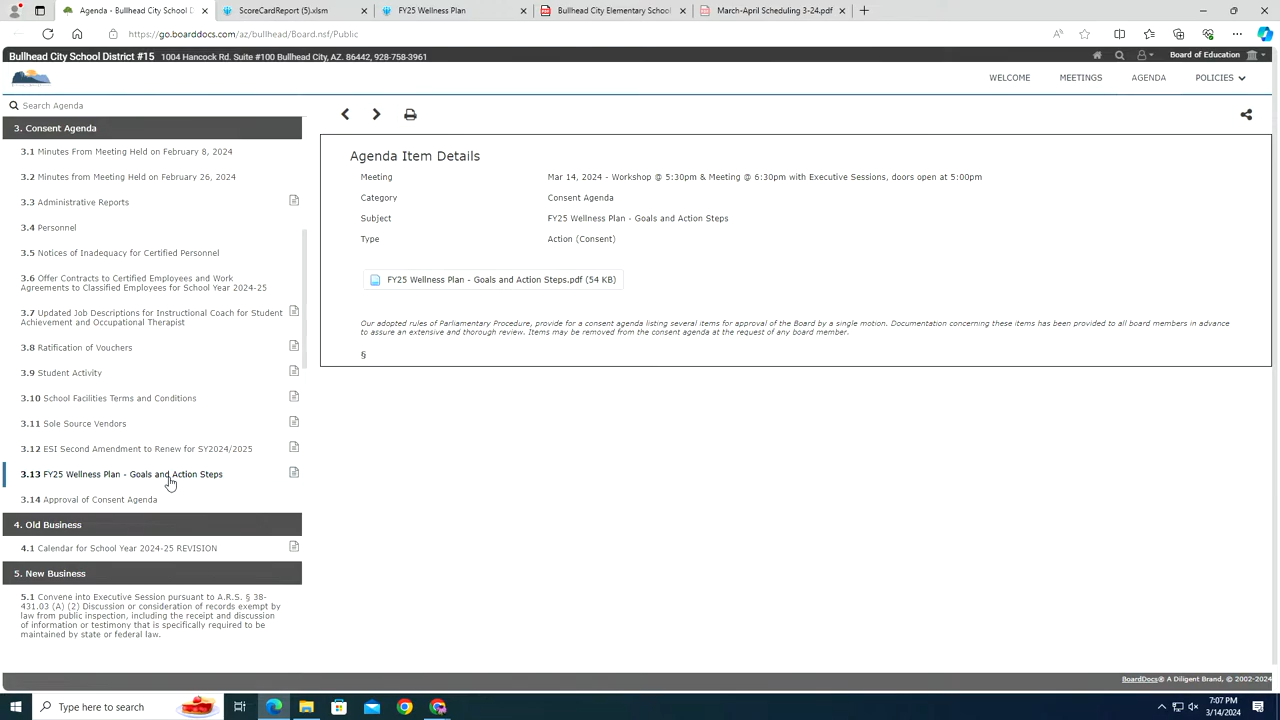 Agenda - Bullhead City School D
ScoreCardReport (5).xlsm
FY25 Wellness Plan
Bullhead City Elementary School
March-April Scheduling 3-24.pdf
https://go.boarddocs.com/az/bullhead/Board.nsf/Public
Bullhead City School District #15 1004 Hancock Rd. Suite #100 Bullhead City, AZ. 86442, 928-758-3961
Board of Education
WELCOME MEETINGS AGENDA POLICIES
Search Agenda
3. Consent Agenda
3.1 Minutes From Meeting Held on February 8, 2024
3.2 Minutes from Meeting Held on February 26, 2024
3.3 Administrative Reports
3.4 Personnel
3.5 Notices of Inadequacy for Certified Personnel
3.6 Offer Contracts to Certified Employees and Work
Agreements to Classified Employees for School Year 2024-25
3.7 Updated Job Descriptions for Instructional Coach for Student
Achievement and Occupational Therapist
3.8 Ratification of Vouchers
3.9 Student Activity
3.10 School Facilities Terms and Conditions
3.11 Sole Source Vendors
3.12 ESI Second Amendment to Renew for SY2024/2025
3.13 FY25 Wellness Plan - Goals and Action Steps
3.14 Approval of Consent Agenda
4. Old Business
4.1 Calendar for School Year 2024-25 REVISION
5. New Business
5.1 Convene into Executive Session pursuant to A.R.S. § 38-
431.03 (A) (2) Discussion or consideration of records exempt by
law from public inspection, including the receipt and discussion
of information or testimony that is specifically required to be
maintained by state or federal law.
Agenda Item Details
Meeting Mar 14, 2024 - Workshop @ 5:30pm & Meeting @ 6:30pm with Executive Sessions, doors open at 5:00pm
Category Consent Agenda
Subject FY25 Wellness Plan - Goals and Action Steps
Type Action (Consent)
FY25 Wellness Plan - Goals and Action Steps.pdf (54 KB)
Our adopted rules of Parliamentary Procedure, provide for a consent agenda listing several items for approval of the Board by a single motion. Documentation concerning these items has been provided to all board members in advance
to assure an extensive and thorough review. Items may be removed from the consent agenda at the request of any board member.
§
BoardDocs® A Diligent Brand, © 2002-2024
Type here to search
7:07 PM
3/14/2024